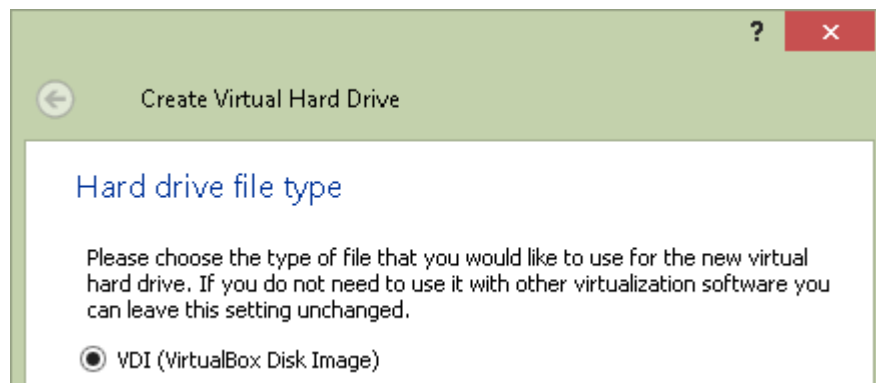 ?
Create Virtual Hard Drive
Hard drive file type
Please choose the type of file that you would like to use for the new virtual
hard drive. If you do not need to use it with other virtualization software you
can leave this setting unchanged.
VDI (VirtualBox Disk Image)